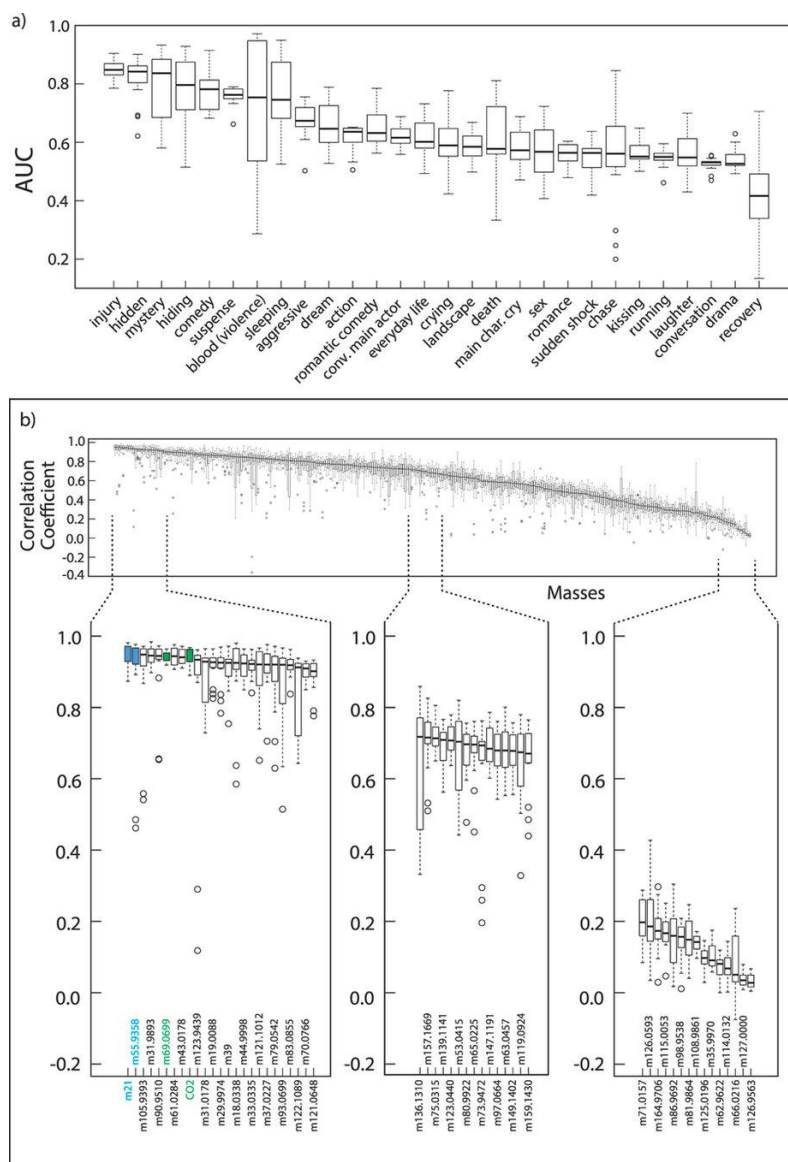 a)
AUC
1.0
0.8
0.6
0.4
0.2
injury
hidden
mystery
hiding
comedy
suspense
blood (violence)
sleeping
aggressive
dream
action
romantic comedy
conv. main actor
everyday life
crying
landscape
death
main char. cry
sex
romance
sudden shock
chase
kissing
running
laughter
conversation
drama
recovery
b)
Correlation
Coefficient
1.0
0.8
0.6
0.4
0.2
0.0
-0.2
-0.4
Masses
1.0
0.8
0.6
0.4
0.2
0.0
-0.2
m21
m55.9358
m105.9393
m31.9893
m90.9510
m69.0699
m61.0284
m43.0178
CO2
m123.9439
m31.0178
m19.0088
m29.9974
m39
m18.0338
m44.9998
m33.0335
m121.1012
m37.0227
m79.0542
m93.0699
m83.0855
m122.1089
m70.0766
m121.0648
1.0
0.8
0.6
0.4
0.2
0.0
m136.1310
m157.1669
m75.0315
m139.1141
m123.0440
m53.0415
m80.9922
m65.0225
m73.9472
m147.1191
m97.0664
m63.0457
m149.1402
m119.0924
m159.1430
1.0
0.8
0.6
0.4
0.2
0.0
-0.2
m71.0157
m126.0593
m164.9706
m115.0053
m86.9692
m98.9538
m81.9864
m108.9861
m125.0196
m35.9970
m62.9622
m114.0132
m66.0216
m127.0000
m126.9563